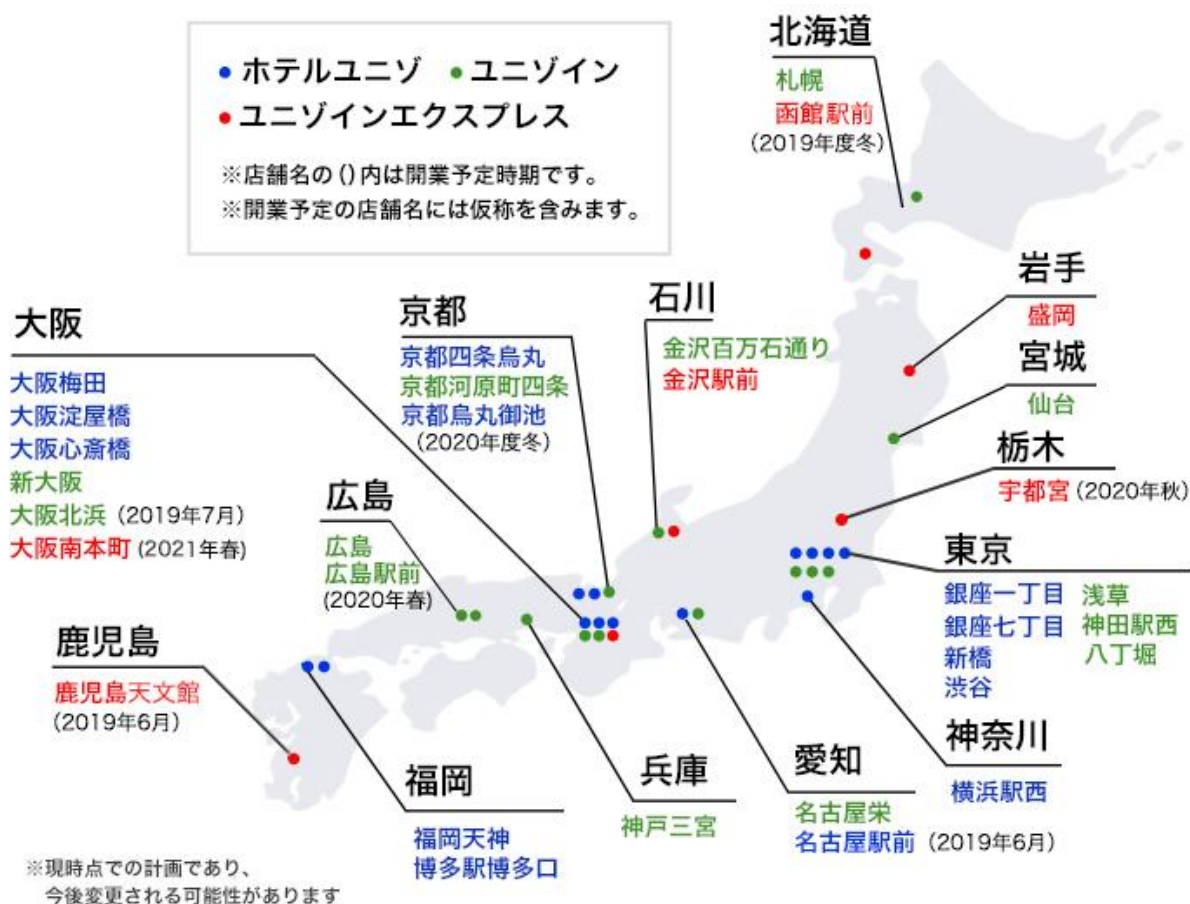 ● ホテルユニゾ ● ユニゾイン
● ユニゾインエクスプレス
※店舗名の()内は開業予定時期です。
※開業予定の店舗名には仮称を含みます。
北海道
札幌
函館駅前
(2019年度冬)
岩手
盛岡
宮城
仙台
栃木
宇都宮 (2020年秋)
東京
銀座一丁目
銀座七丁目
新橋
渋谷
浅草
神田駅西
八丁堀
神奈川
横浜駅西
愛知
名古屋栄
名古屋駅前 (2019年6月)
石川
金沢百万石通り
金沢駅前
京都
京都四条烏丸
京都河原町四条
京都烏丸御池
(2020年度冬)
大阪
大阪梅田
大阪淀屋橋
大阪心斎橋
新大阪
大阪北浜 (2019年7月)
大阪南本町 (2021年春)
兵庫
神戸三宮
広島
広島
広島駅前
(2020年春)
福岡
福岡天神
博多駅博多口
鹿児島
鹿児島天文館
(2019年6月)
※現時点での計画であり、
今後変更される可能性があります